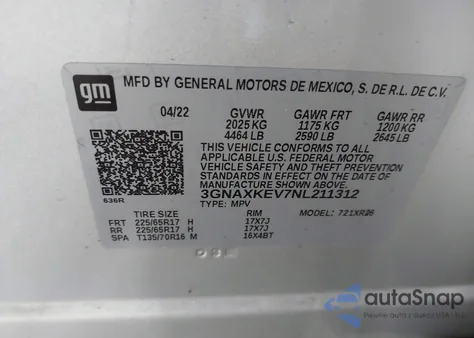 gm
MFD BY GENERAL MOTORS DE MEXICO, S. DE R.L. DE C.V.
04/22 GVWR GAWR FRT GAWR RR
2025 KG 1175 KG 1200 KG
4464 LB 2590 LB 2645 LB
THIS VEHICLE CONFORMS TO ALL
APPLICABLE U.S. FEDERAL MOTOR
VEHICLE SAFETY AND THEFT PREVENTION
STANDARDS IN EFFECT ON THE DATE OF
MANUFACTURE SHOWN ABOVE.
3GNAXKEV7NL211312
636R
TYPE: MPV MODEL: 721XR26
TIRE SIZE RIM
FRT 225/65R17 H 17X7J
RR 225/65R17 H 17X7J
SPA T135/70R16 M 16X4BT
autoSnap